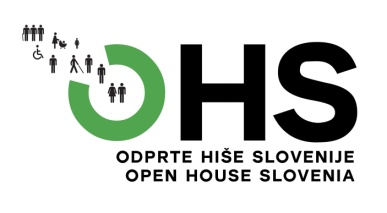 OHS
ODPRTE HIŠE SLOVENIJE
OPEN HOUSE SLOVENIA